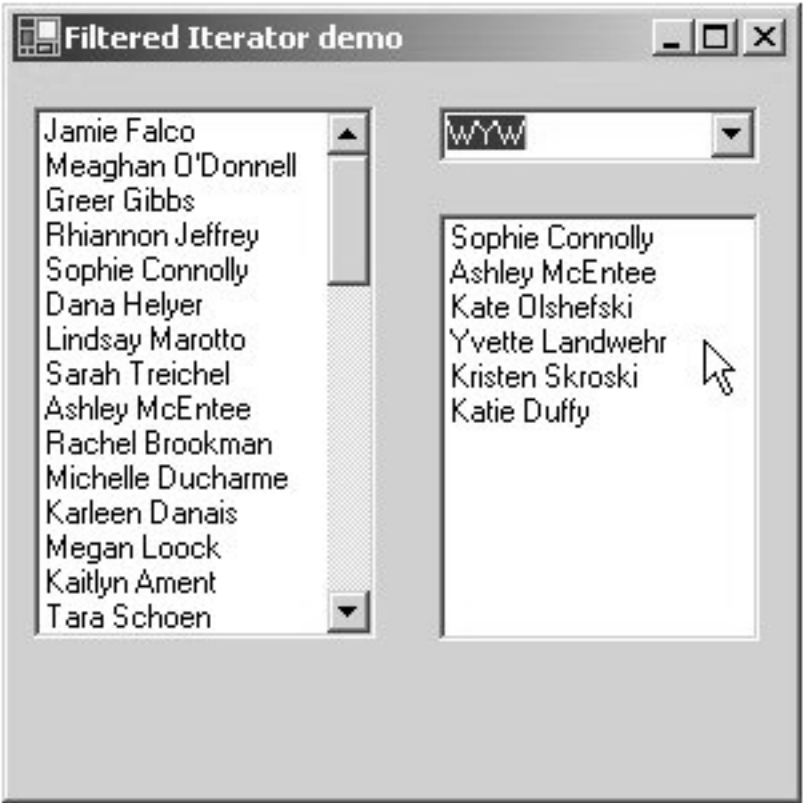 Filtered Iterator demo
Jamie Falco
Meaghan O'Donnell
Greer Gibbs
Rhiannon Jeffrey
Sophie Connolly
Dana Helyer
Lindsay Marotto
Sarah Treichel
Ashley McEntee
Rachel Brookman
Michelle Ducharme
Karleen Danais
Megan Loock
Kaitlyn Ament
Tara Schoen
WYW
Sophie Connolly
Ashley McEntee
Kate Olshefski
Yvette Landwehr
Kristen Skroski
Katie Duffy